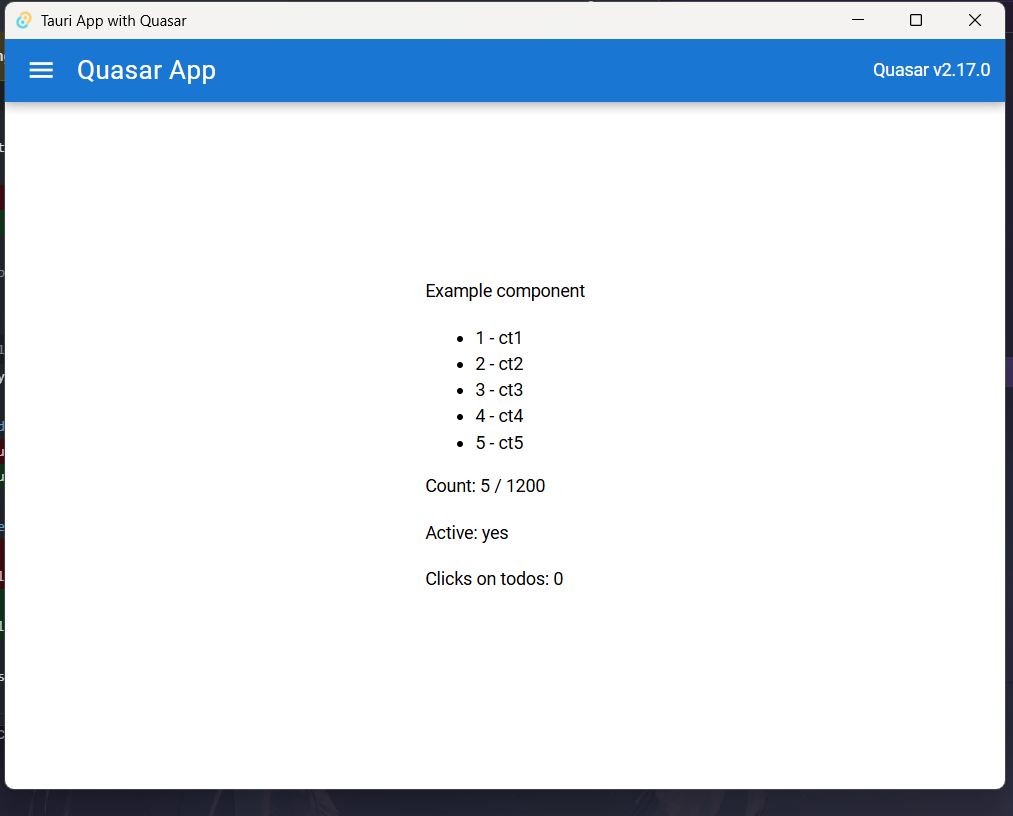 Tauri App with Quasar
Quasar App
Quasar v2.17.0
Example component
1 - ct1
2 - ct2
3 - ct3
4 - ct4
5 - ct5
Count: 5 / 1200
Active: yes
Clicks on todos: 0